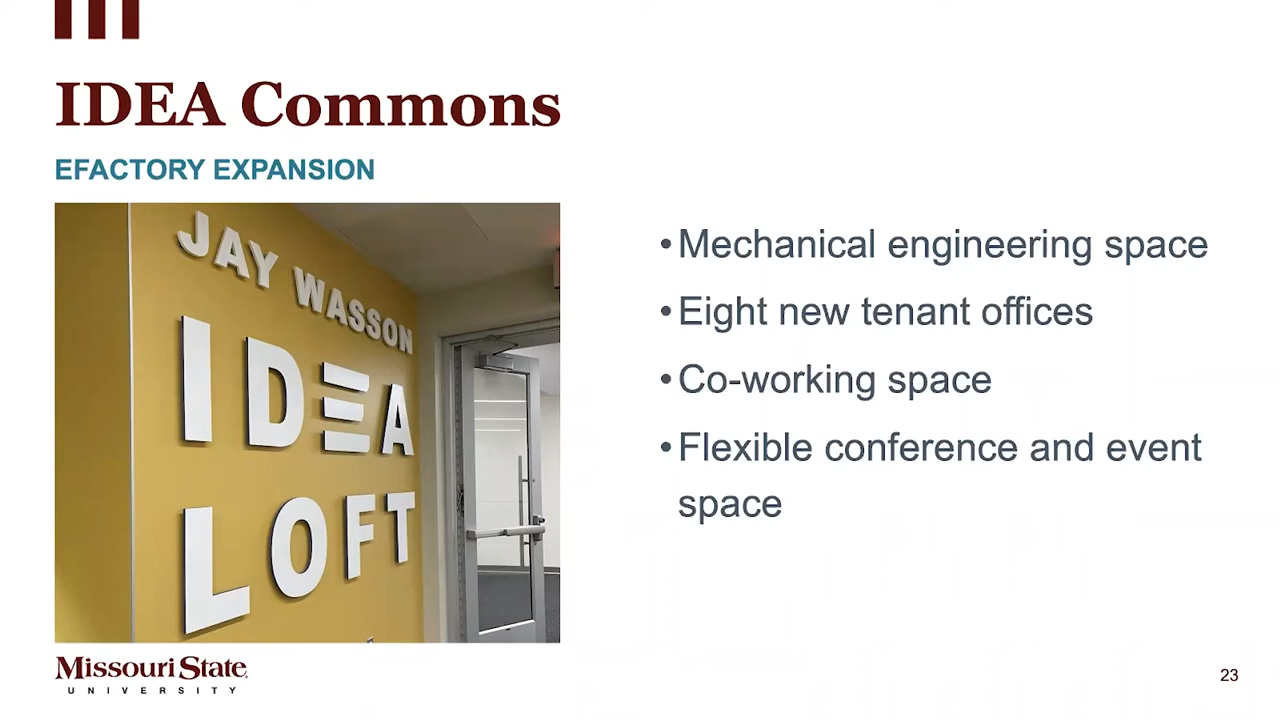 IDEA Commons
EFACTORY EXPANSION
JAY WASSON
IDEA
LOFT
• Mechanical engineering space
• Eight new tenant offices
• Co-working space
• Flexible conference and event
space
Missouri State
UNIVERSITY
23